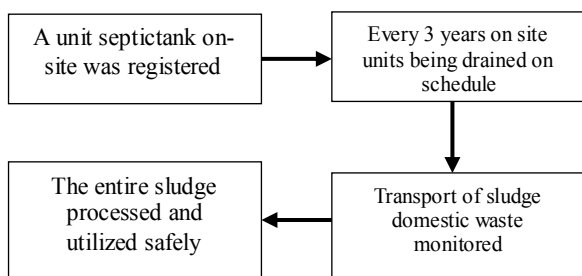 A unit septictank on-
site was registered
Every 3 years on site
units being drained on
schedule
Transport of sludge
domestic waste
monitored
The entire sludge
processed and
utilized safely